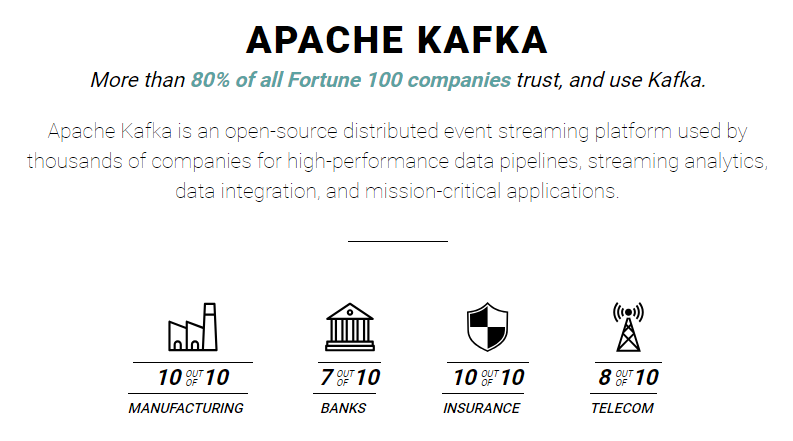 APACHE KAFKA
More than 80% of all Fortune 100 companies trust, and use Kafka.
Apache Kafka is an open-source distributed event streaming platform used by
thousands of companies for high-performance data pipelines, streaming analytics,
data integration, and mission-critical applications.
10 OUT OF 10
MANUFACTURING
7 OUT OF 10
BANKS
10 OUT OF 10
INSURANCE
8 OUT OF 10
TELECOM